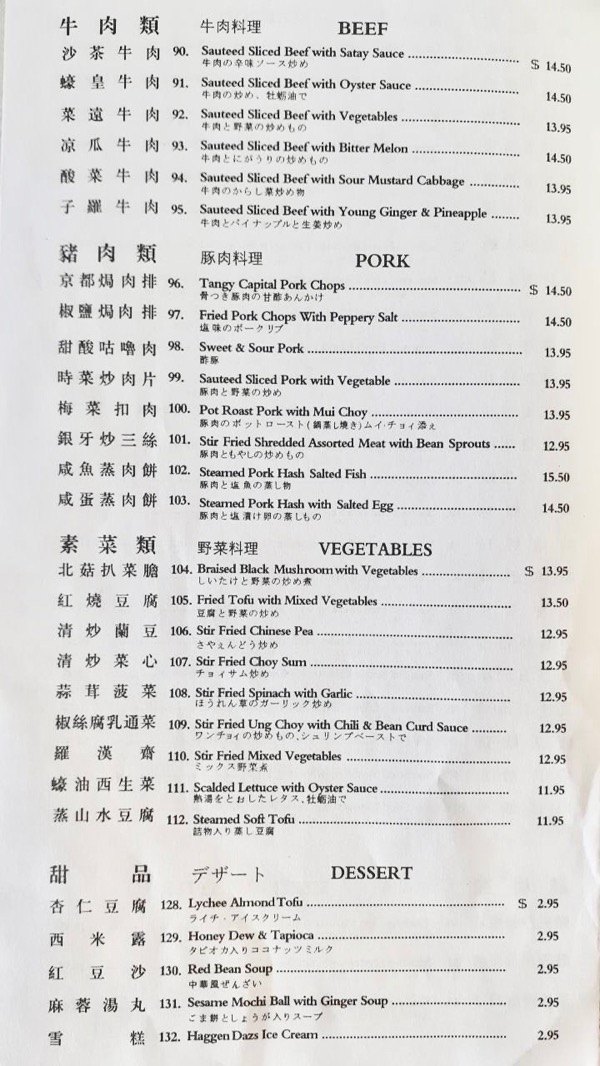 牛肉類 牛肉料理 BEEF
沙茶牛肉 90. Sauteed Sliced Beef with Satay Sauce ........ $ 14.50
牛肉の辛味ソース炒め
蠔皇牛肉 91. Sauteed Sliced Beef with Oyster Sauce ........ 14.50
牛肉の炒め、牡蛎油で
菜遠牛肉 92. Sauteed Sliced Beef with Vegetables ........ 13.95
牛肉と野菜の炒めもの
凉瓜牛肉 93. Sauteed Sliced Beef with Bitter Melon ........ 14.50
牛肉とにがうりの炒めもの
酸菜牛肉 94. Sauteed Sliced Beef with Sour Mustard Cabbage ........ 13.95
牛肉のからし菜炒め物
子羅牛肉 95. Sauteed Sliced Beef with Young Ginger & Pineapple ........ 13.95
牛肉とパイナップルと生姜炒め
豬肉類 豚肉料理 PORK
京都焗肉排 96. Tangy Capital Pork Chops ........ $ 14.50
骨つき豚肉の甘酢あんかけ
椒鹽焗肉排 97. Fried Pork Chops With Peppery Salt ........ 14.50
塩味のポークリブ
甜酸咕嚕肉 98. Sweet & Sour Pork ........ 13.95
酢豚
時菜炒肉片 99. Sauteed Sliced Pork with Vegetable ........ 13.95
豚肉と野菜の炒め
梅菜扣肉 100. Pot Roast Pork with Mui Choy ........ 13.95
豚肉のポットロースト(鍋蒸し焼き)ムイ・チョイ添え
銀牙炒三絲 101. Stir Fried Shredded Assorted Meat with Bean Sprouts ...... 12.95
豚肉ともやしの炒めもの
咸魚蒸肉餅 102. Steamed Pork Hash Salted Fish ........ 15.50
豚肉と塩魚の蒸し物
咸蛋蒸肉餅 103. Steamed Pork Hash with Salted Egg ........ 14.50
豚肉と塩漬け卵の蒸しもの
素菜類 野菜料理 VEGETABLES
北菇扒菜膽 104. Braised Black Mushroom with Vegetables ........ $ 13.95
しいたけと野菜の炒め煮
紅燒豆腐 105. Fried Tofu with Mixed Vegetables ........ 13.50
豆腐と野菜の炒め
清炒蘭豆 106. Stir Fried Chinese Pea ........ 12.95
さやえんどう炒め
清炒菜心 107. Stir Fried Choy Sum ........ 12.95
チョイサム炒め
蒜茸菠菜 108. Stir Fried Spinach with Garlic ........ 12.95
ほうれん草のガーリック炒め
椒絲腐乳通菜 109. Stir Fried Ung Choy with Chili & Bean Curd Sauce ........ 12.95
ワンチョイの炒めもの、シュリンプペーストで
羅漢齋 110. Stir Fried Mixed Vegetables ........ 12.95
ミックス野菜煮
蠔油西生菜 111. Scalded Lettuce with Oyster Sauce ........ 11.95
熱湯をとおしたレタス、牡蛎油で
蒸山水豆腐 112. Steamed Soft Tofu ........ 11.95
詰物入り蒸し豆腐
甜品 デザート DESSERT
杏仁豆腐 128. Lychee Almond Tofu ........ $ 2.95
ライチ・アイスクリーム
西米露 129. Honey Dew & Tapioca ........ 2.95
タピオカ入りココナッツミルク
紅豆沙 130. Red Bean Soup ........ 2.95
中華風ぜんざい
麻蓉湯丸 131. Sesame Mochi Ball with Ginger Soup ........ 2.95
ごま餅としょうが入りスープ
雪糕 132. Haggen Dazs Ice Cream ........ 2.95